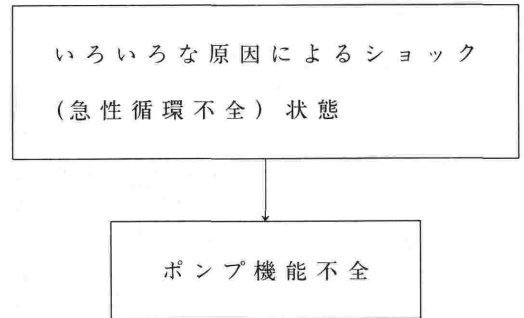 いろいろな原因によるショック
(急性循環不全)状態
ポンプ機能不全